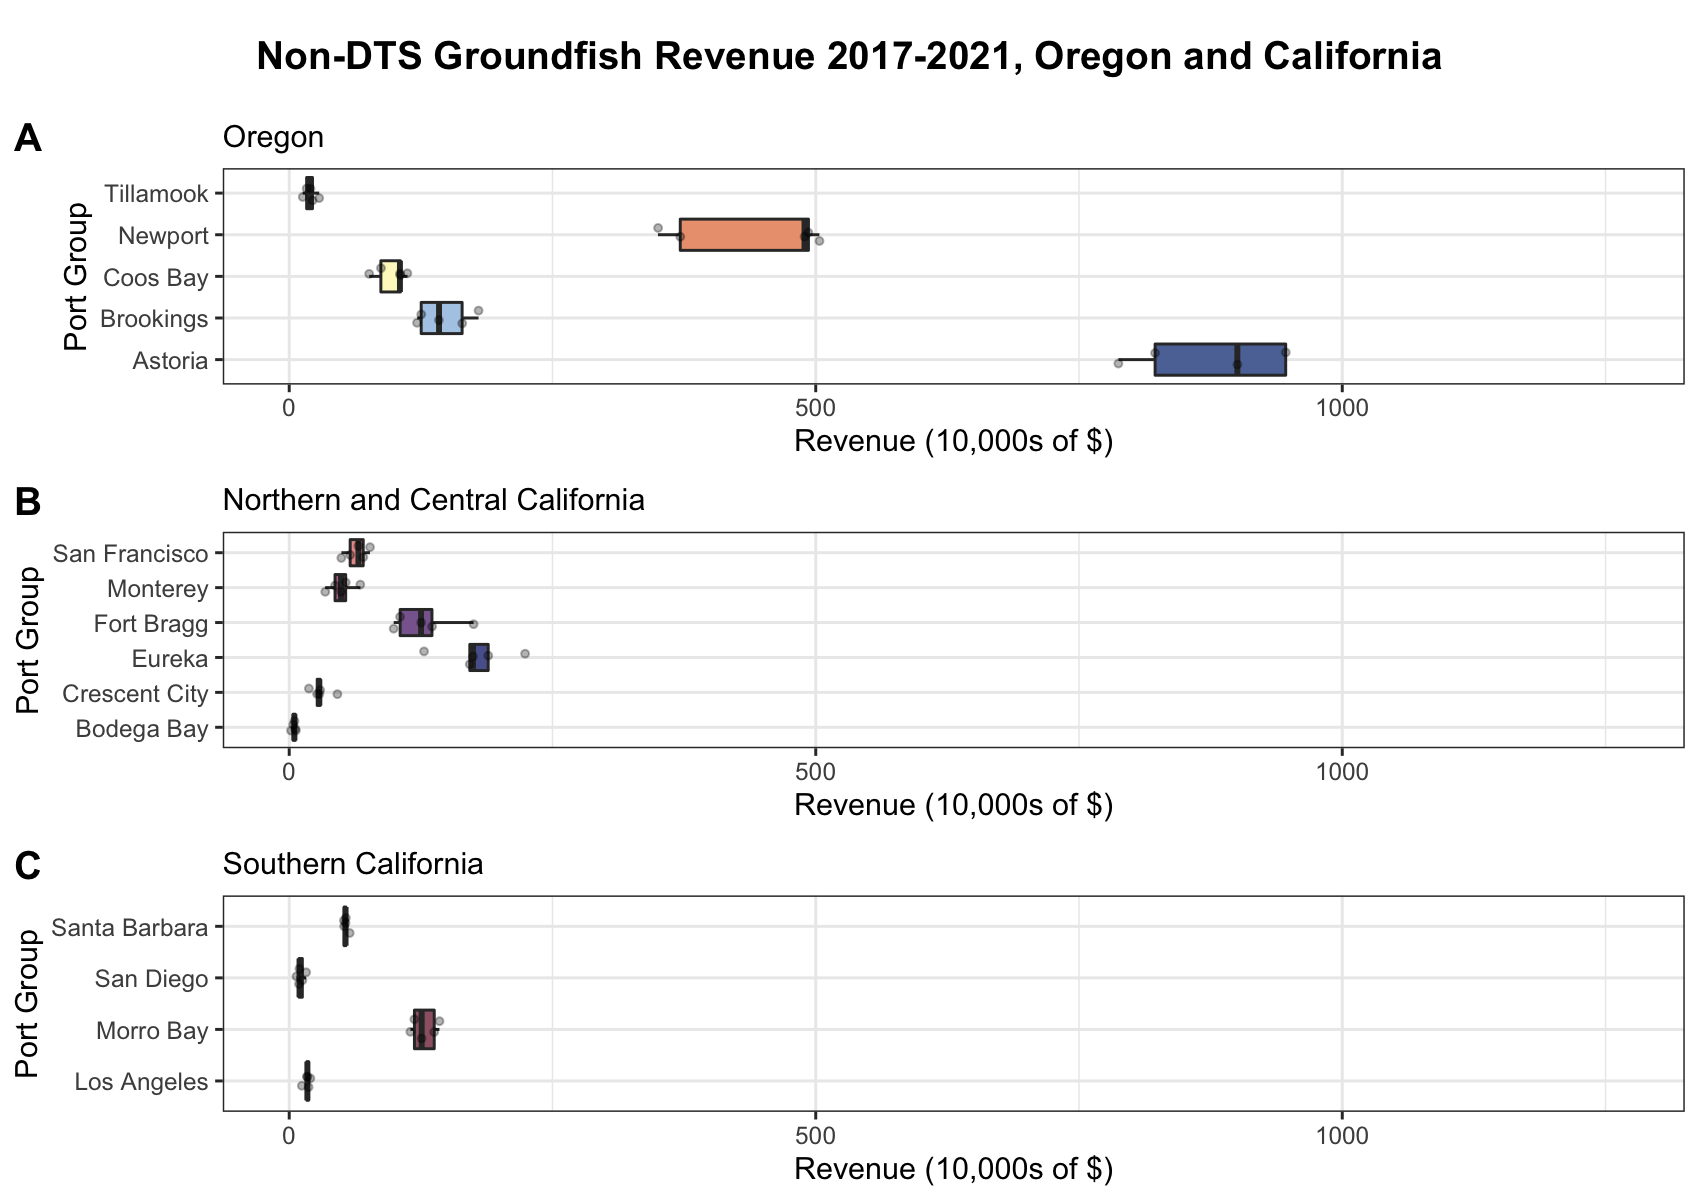 Non-DTS Groundfish Revenue 2017-2021, Oregon and California
A
Oregon
Port Group
Tillamook
Newport
Coos Bay
Brookings
Astoria
0 500 1000
Revenue (10,000s of $)
B
Northern and Central California
Port Group
San Francisco
Monterey
Fort Bragg
Eureka
Crescent City
Bodega Bay
0 500 1000
Revenue (10,000s of $)
C
Southern California
Port Group
Santa Barbara
San Diego
Morro Bay
Los Angeles
0 500 1000
Revenue (10,000s of $)